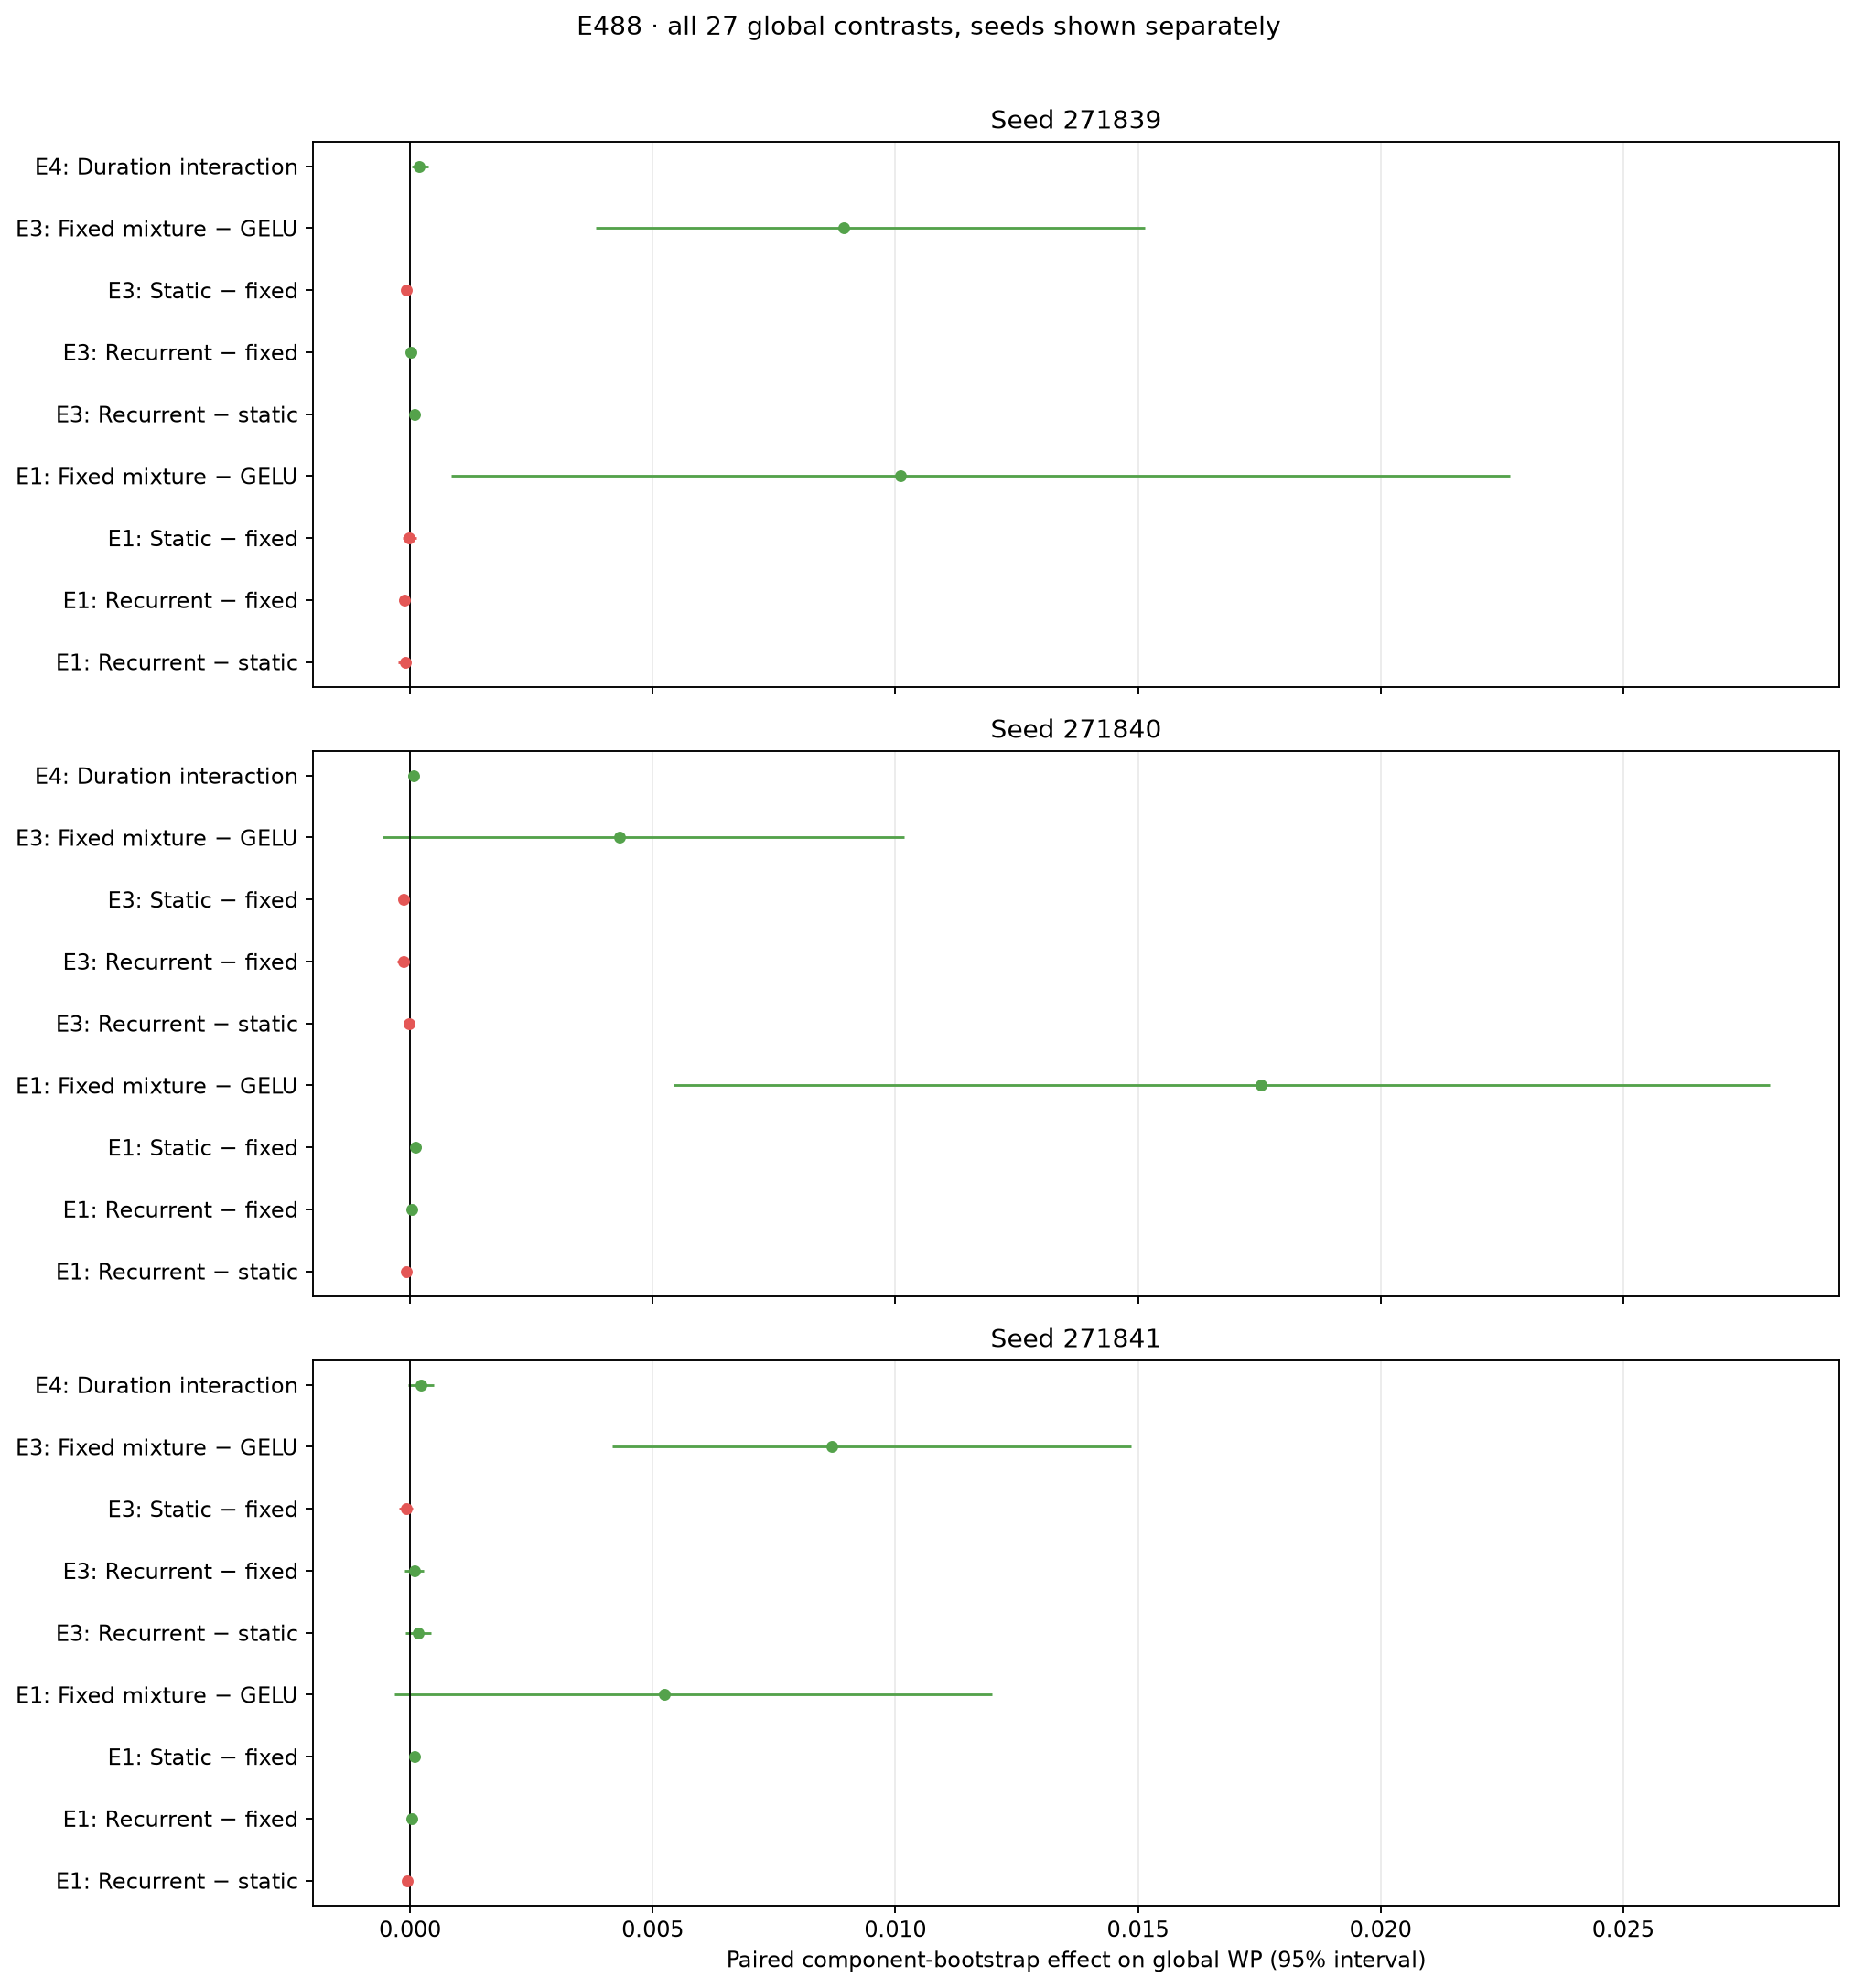 E488 · all 27 global contrasts, seeds shown separately
Seed 271839
E4: Duration interaction
E3: Fixed mixture − GELU
E3: Static − fixed
E3: Recurrent − fixed
E3: Recurrent − static
E1: Fixed mixture − GELU
E1: Static − fixed
E1: Recurrent − fixed
E1: Recurrent − static
Seed 271840
E4: Duration interaction
E3: Fixed mixture − GELU
E3: Static − fixed
E3: Recurrent − fixed
E3: Recurrent − static
E1: Fixed mixture − GELU
E1: Static − fixed
E1: Recurrent − fixed
E1: Recurrent − static
Seed 271841
E4: Duration interaction
E3: Fixed mixture − GELU
E3: Static − fixed
E3: Recurrent − fixed
E3: Recurrent − static
E1: Fixed mixture − GELU
E1: Static − fixed
E1: Recurrent − fixed
E1: Recurrent − static
0.000 0.005 0.010 0.015 0.020 0.025
Paired component-bootstrap effect on global WP (95% interval)